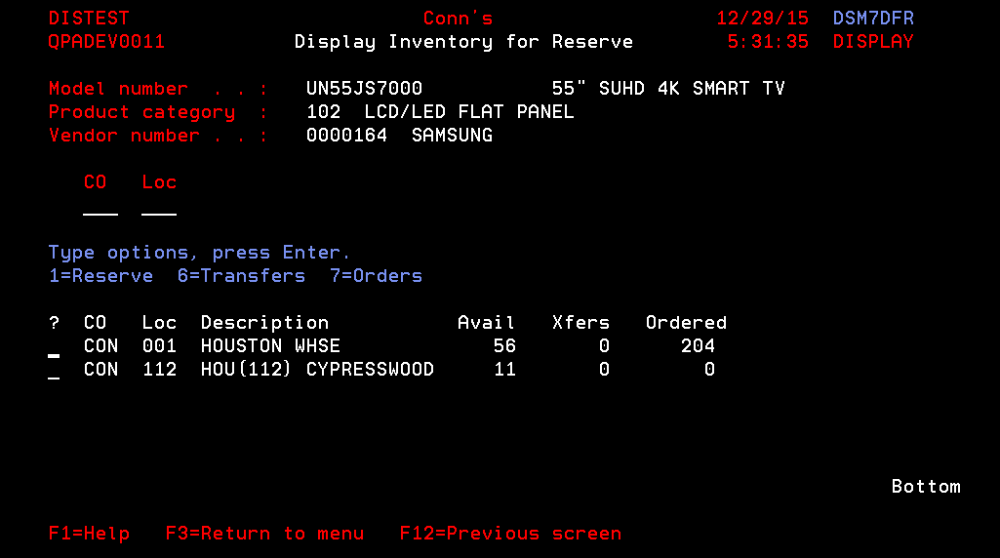 DISTEST Conn's 12/29/15 DSM7DFR
QPADEV0011 Display Inventory for Reserve 5:31:35 DISPLAY
Model number . . : UN55JS7000 55" SUHD 4K SMART TV
Product category : 102 LCD/LED FLAT PANEL
Vendor number . . : 0000164 SAMSUNG
CO Loc
___ ___
Type options, press Enter.
1=Reserve 6=Transfers 7=Orders
? CO Loc Description Avail Xfers Ordered
_ CON 001 HOUSTON WHSE 56 0 204
_ CON 112 HOU(112) CYPRESSWOOD 11 0 0
Bottom
F1=Help F3=Return to menu F12=Previous screen